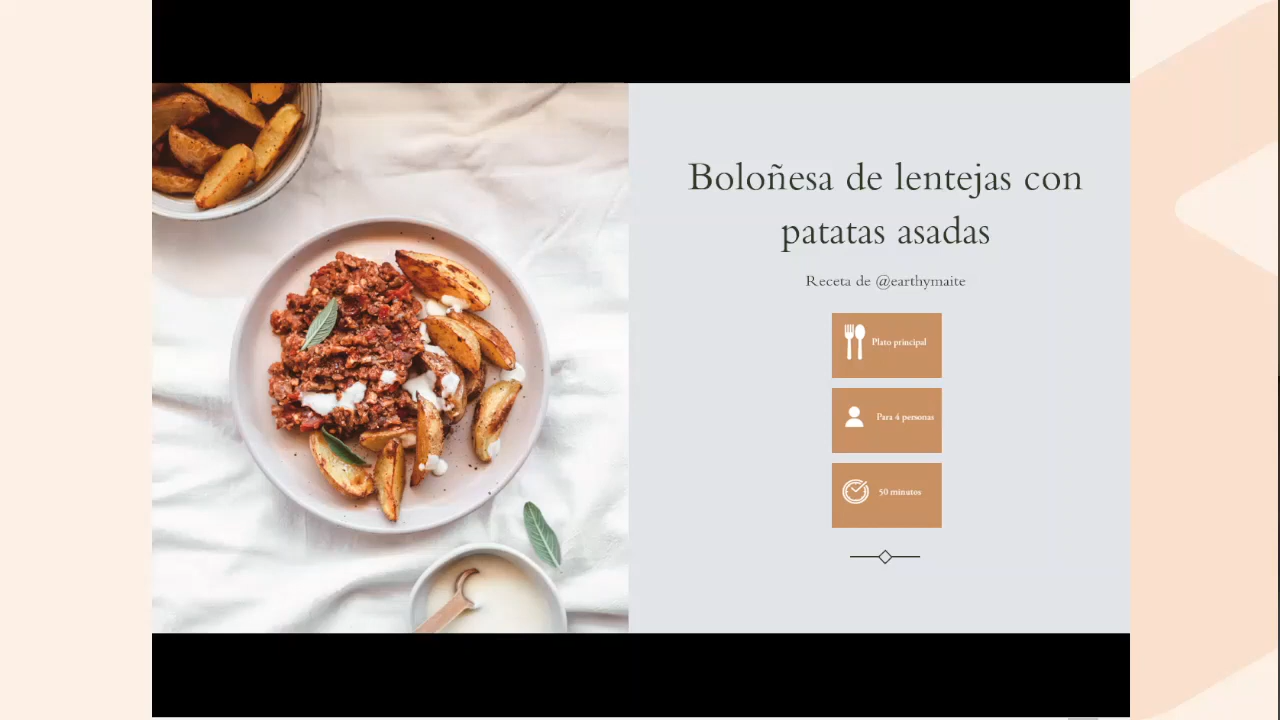 Boloñesa de lentejas con
patatas asadas
Receta de @earthymaite
Plato principal
Para 4 personas
50 minutos